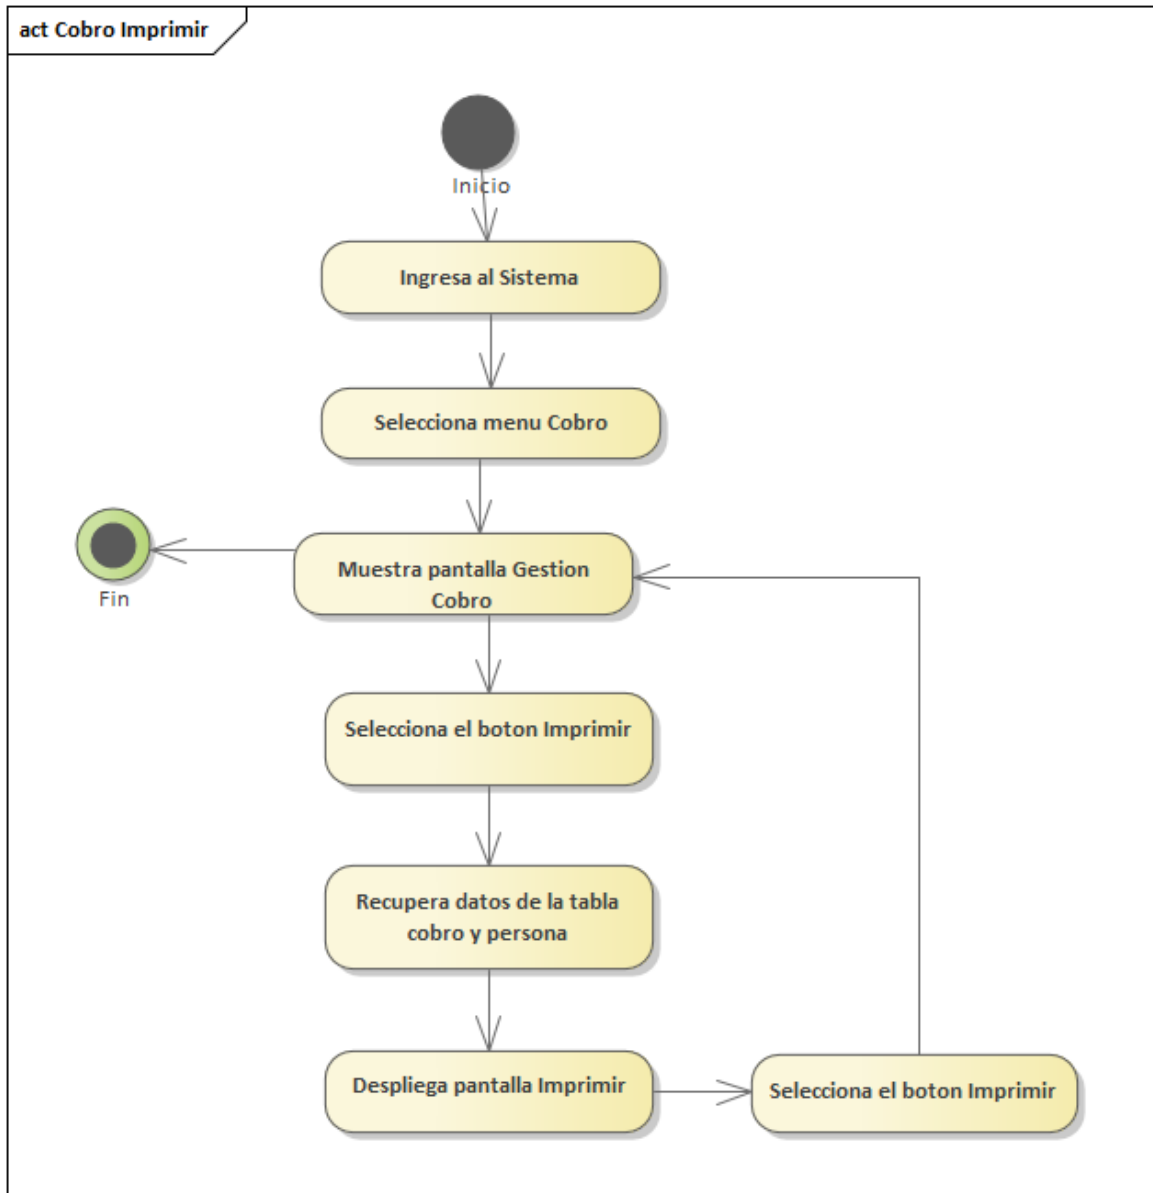 act Cobro Imprimir
Inicio
Ingresa al Sistema
Selecciona menu Cobro
Muestra pantalla Gestion
Cobro
Fin
Selecciona el boton Imprimir
Recupera datos de la tabla
cobro y persona
Despliega pantalla Imprimir
Selecciona el boton Imprimir